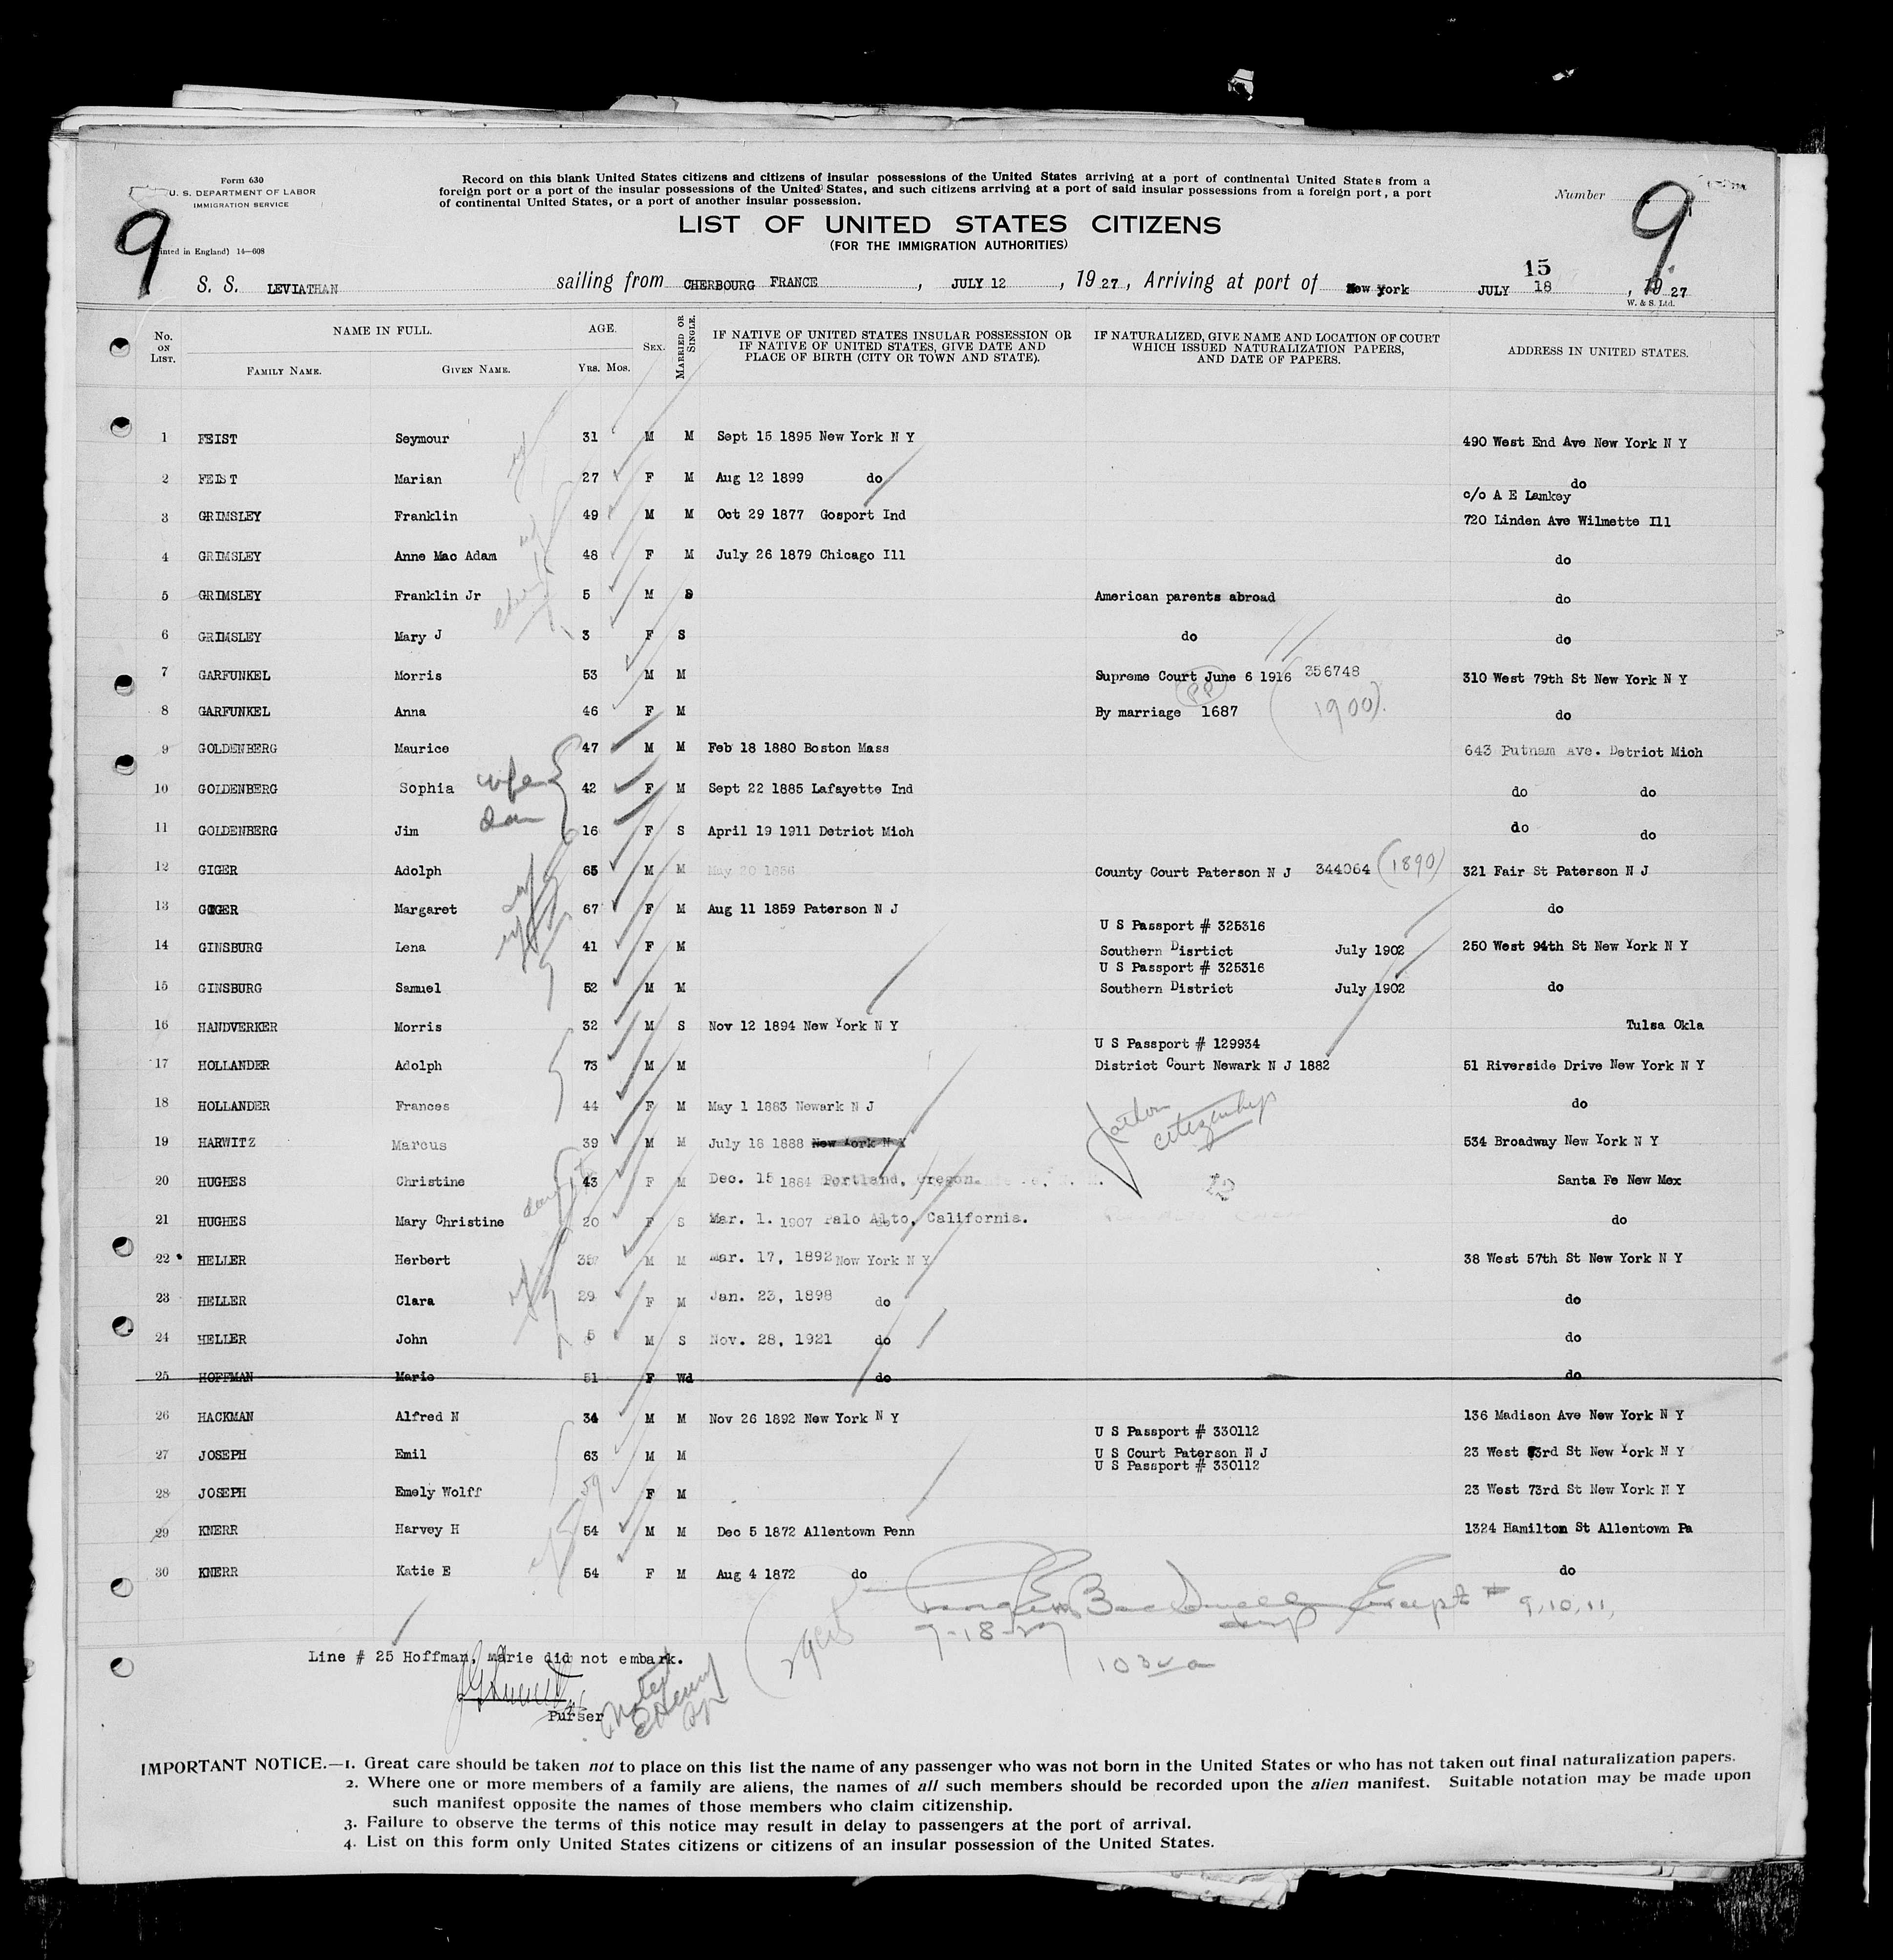 Form 630
U. S. DEPARTMENT OF LABOR
IMMIGRATION SERVICE
inted in England) 14—608
9
Record on this blank United States citizens and citizens of insular possessions of the United States arriving at a port of continental United States from a
foreign port or a port of the insular possessions of the United States, and such citizens arriving at a port of said insular possessions from a foreign port, a port
of continental United States, or a port of another insular possession.
Number
9
LIST OF UNITED STATES CITIZENS
(FOR THE IMMIGRATION AUTHORITIES)
15
S. S. LEVIATHAN sailing from CHERBOURG FRANCE, JULY 12, 1927, Arriving at port of New york JULY 18, 1927
W. & S. Ltd.
No. ON LIST. NAME IN FULL. FAMILY NAME. GIVEN NAME. AGE. YRS. MOS. SEX. MARRIED OR SINGLE. IF NATIVE OF UNITED STATES INSULAR POSSESSION OR IF NATIVE OF UNITED STATES, GIVE DATE AND PLACE OF BIRTH (CITY OR TOWN AND STATE). IF NATURALIZED, GIVE NAME AND LOCATION OF COURT WHICH ISSUED NATURALIZATION PAPERS, AND DATE OF PAPERS. ADDRESS IN UNITED STATES.
1 FEIST Seymour 31 M M Sept 15 1895 New York N Y 490 West End Ave New York N Y
2 FEIST Marian 27 F M Aug 12 1899 do do
c/o A E Lamkey
3 GRIMSLEY Franklin 49 M M Oct 29 1877 Gosport Ind 720 Linden Ave Wilmette Ill
4 GRIMSLEY Anne Mac Adam 48 F M July 26 1879 Chicago Ill do
5 GRIMSLEY Franklin Jr 5 M S American parents abroad do
6 GRIMSLEY Mary J 3 F S do do
7 GARFUNKEL Morris 53 M M Supreme Court June 6 1916 356748 310 West 79th St New York N Y
8 GARFUNKEL Anna 46 F M By marriage 1687 (1900). do
9 GOLDENBERG Maurice 47 M M Feb 18 1880 Boston Mass 643 Putnam Ave. Detriot Mich
10 GOLDENBERG Sophia wife 42 F M Sept 22 1885 Lafayette Ind do do
11 GOLDENBERG Jim dau 16 F S April 19 1911 Detriot Mich do do
12 GIGER Adolph 65 M M May 20 1856 County Court Paterson N J 344064 (1890) 321 Fair St Paterson N J
13 GIGER Margaret 67 F M Aug 11 1859 Paterson N J do
U S Passport # 325316
14 GINSBURG Lena 41 F M Southern Disrtict July 1902 250 West 94th St New York N Y
U S Passport # 325316
15 GINSBURG Samuel 52 M M Southern District July 1902 do
16 HANDVERKER Morris 32 M S Nov 12 1894 New York N Y Tulsa Okla
U S Passport # 129934
17 HOLLANDER Adolph 73 M M District Court Newark N J 1882 51 Riverside Drive New York N Y
18 HOLLANDER Frances 44 F M May 1 1883 Newark N J do
19 HARWITZ Marcus 39 M M July 18 1888 New York N Y citizenship 534 Broadway New York N Y
20 HUGHES Christine 43 F M Dec. 15 1884 Portland, Oregon. Santa Fe New Mex
21 HUGHES Mary Christine 20 F S Mar. 1. 1907 Palo Alto, California. do
22 HELLER Herbert 35 M M Mar. 17, 1892 New York N Y 38 West 57th St New York N Y
23 HELLER Clara 29 F M Jan. 23, 1898 do do
24 HELLER John 5 M S Nov. 28, 1921 do do
25 HOFFMAN Marie 51 F Wd do do
26 HACKMAN Alfred N 34 M M Nov 26 1892 New York N Y 136 Madison Ave New York N Y
U S Passport # 330112
27 JOSEPH Emil 63 M M U S Court Paterson N J 23 West 73rd St New York N Y
U S Passport # 330112
28 JOSEPH Emely Wolff 59 F M 23 West 73rd St New York N Y
29 KNERR Harvey H 54 M M Dec 5 1872 Allentown Penn 1324 Hamilton St Allentown Pa
30 KNERR Katie E 54 F M Aug 4 1872 do do
Except # 9, 10, 11,
7-18-27
Line # 25 Hoffman, Marie did not embark.
Purser
Noted
IMPORTANT NOTICE.—1. Great care should be taken not to place on this list the name of any passenger who was not born in the United States or who has not taken out final naturalization papers.
2. Where one or more members of a family are aliens, the names of all such members should be recorded upon the alien manifest. Suitable notation may be made upon
such manifest opposite the names of those members who claim citizenship.
3. Failure to observe the terms of this notice may result in delay to passengers at the port of arrival.
4. List on this form only United States citizens or citizens of an insular possession of the United States.